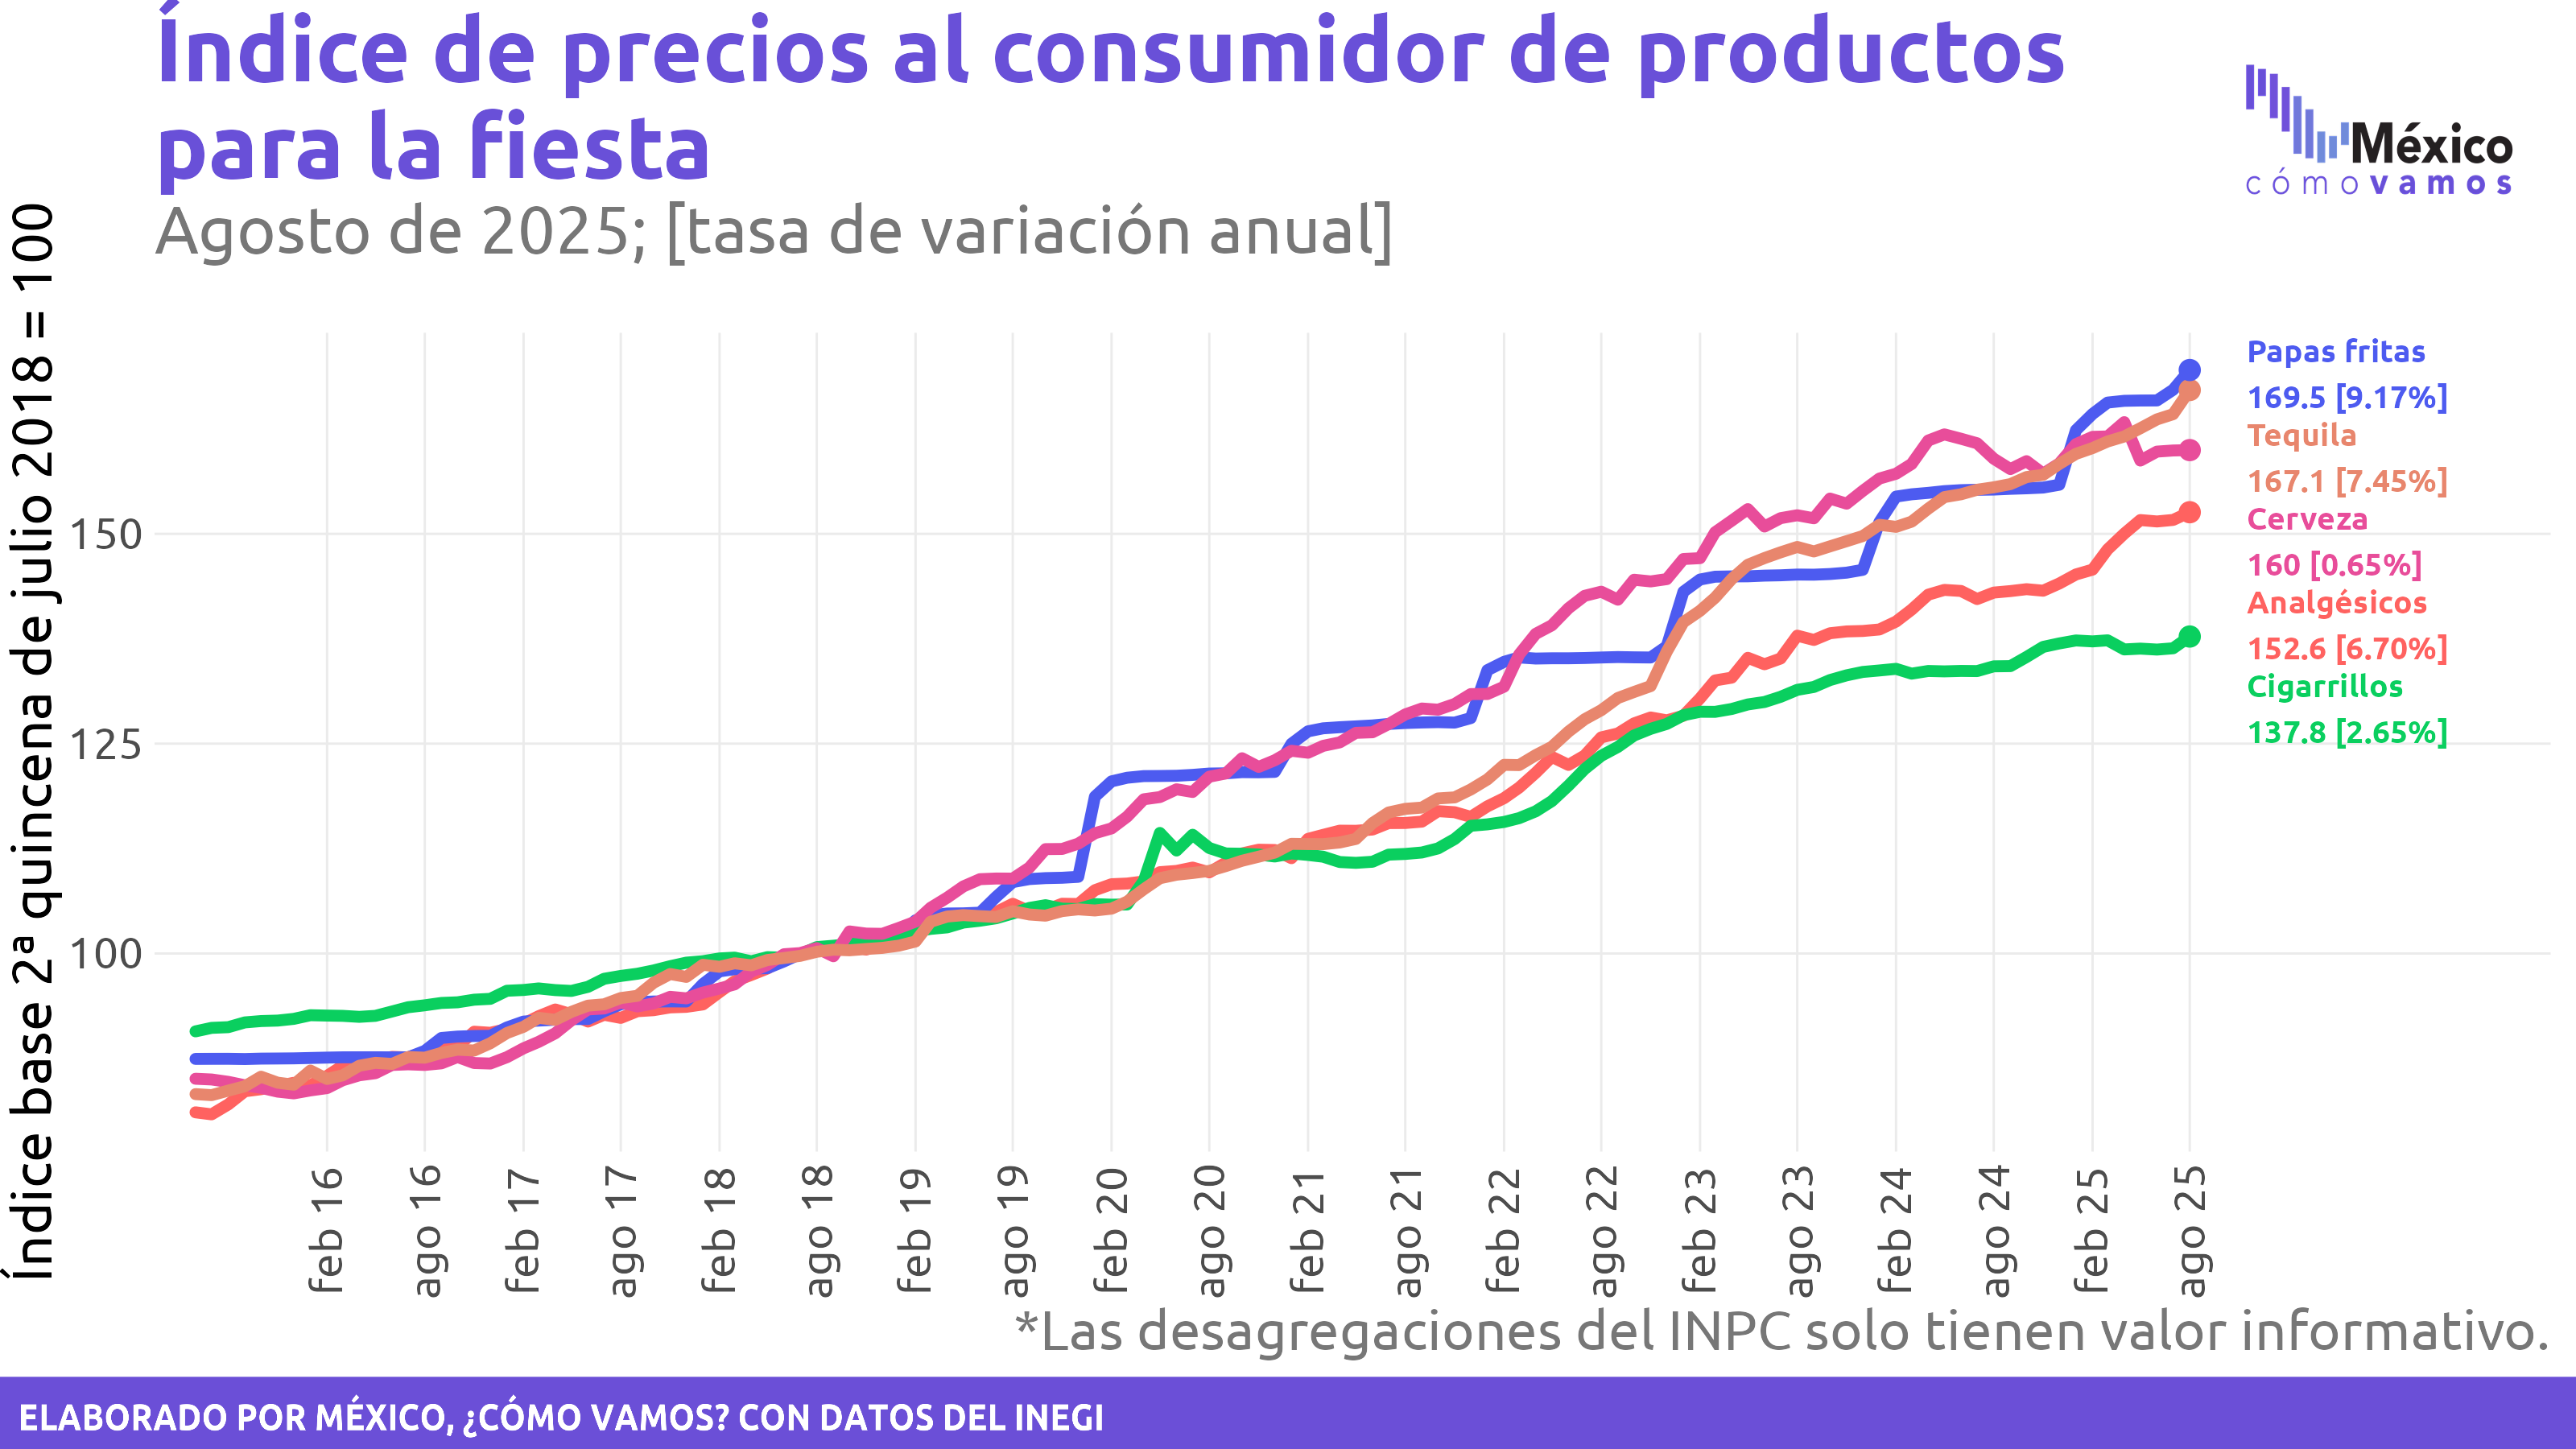 Índice de precios al consumidor de productos
para la fiesta
Agosto de 2025; [tasa de variación anual]
México
cómo vamos
Índice base 2ª quincena de julio 2018 = 100
150
125
100
Papas fritas
169.5 [9.17%]
Tequila
167.1 [7.45%]
Cerveza
160 [0.65%]
Analgésicos
152.6 [6.70%]
Cigarrillos
137.8 [2.65%]
feb 16
ago 16
feb 17
ago 17
feb 18
ago 18
feb 19
ago 19
feb 20
ago 20
feb 21
ago 21
feb 22
ago 22
feb 23
ago 23
feb 24
ago 24
feb 25
ago 25
*Las desagregaciones del INPC solo tienen valor informativo.
ELABORADO POR MÉXICO, ¿CÓMO VAMOS? CON DATOS DEL INEGI